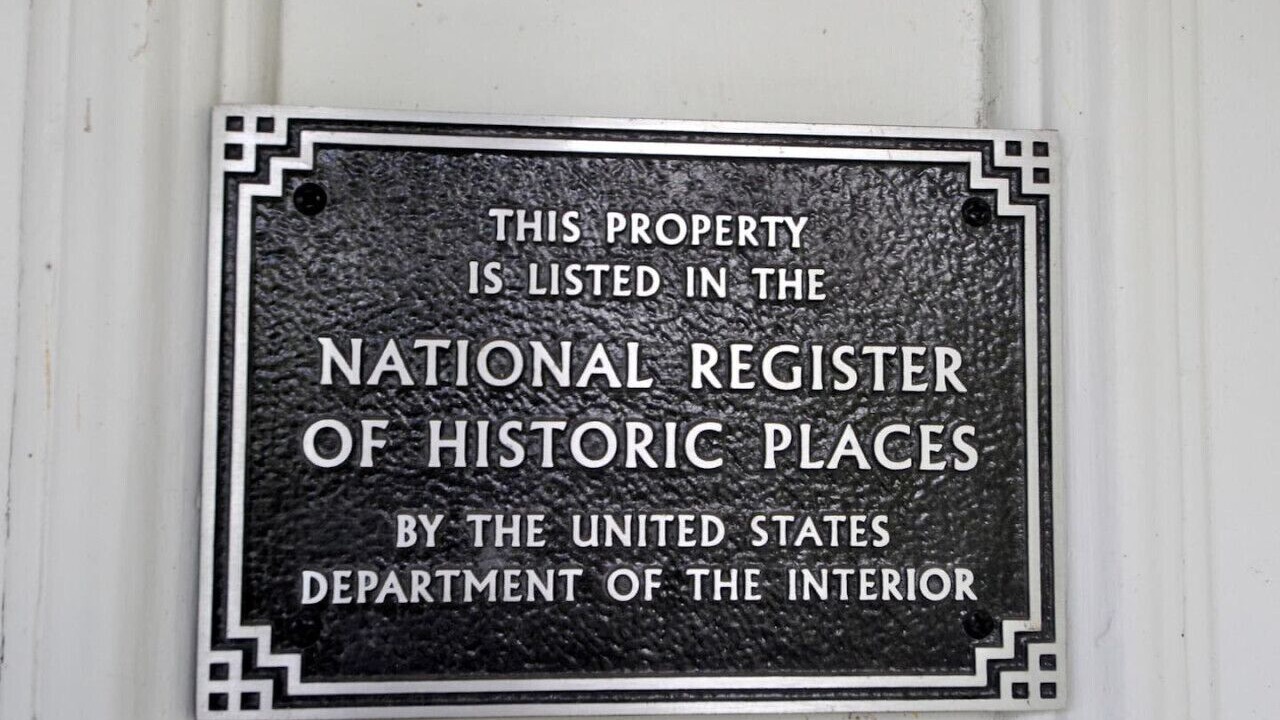 THIS PROPERTY
IS LISTED IN THE
NATIONAL REGISTER
OF HISTORIC PLACES
BY THE UNITED STATES
DEPARTMENT OF THE INTERIOR